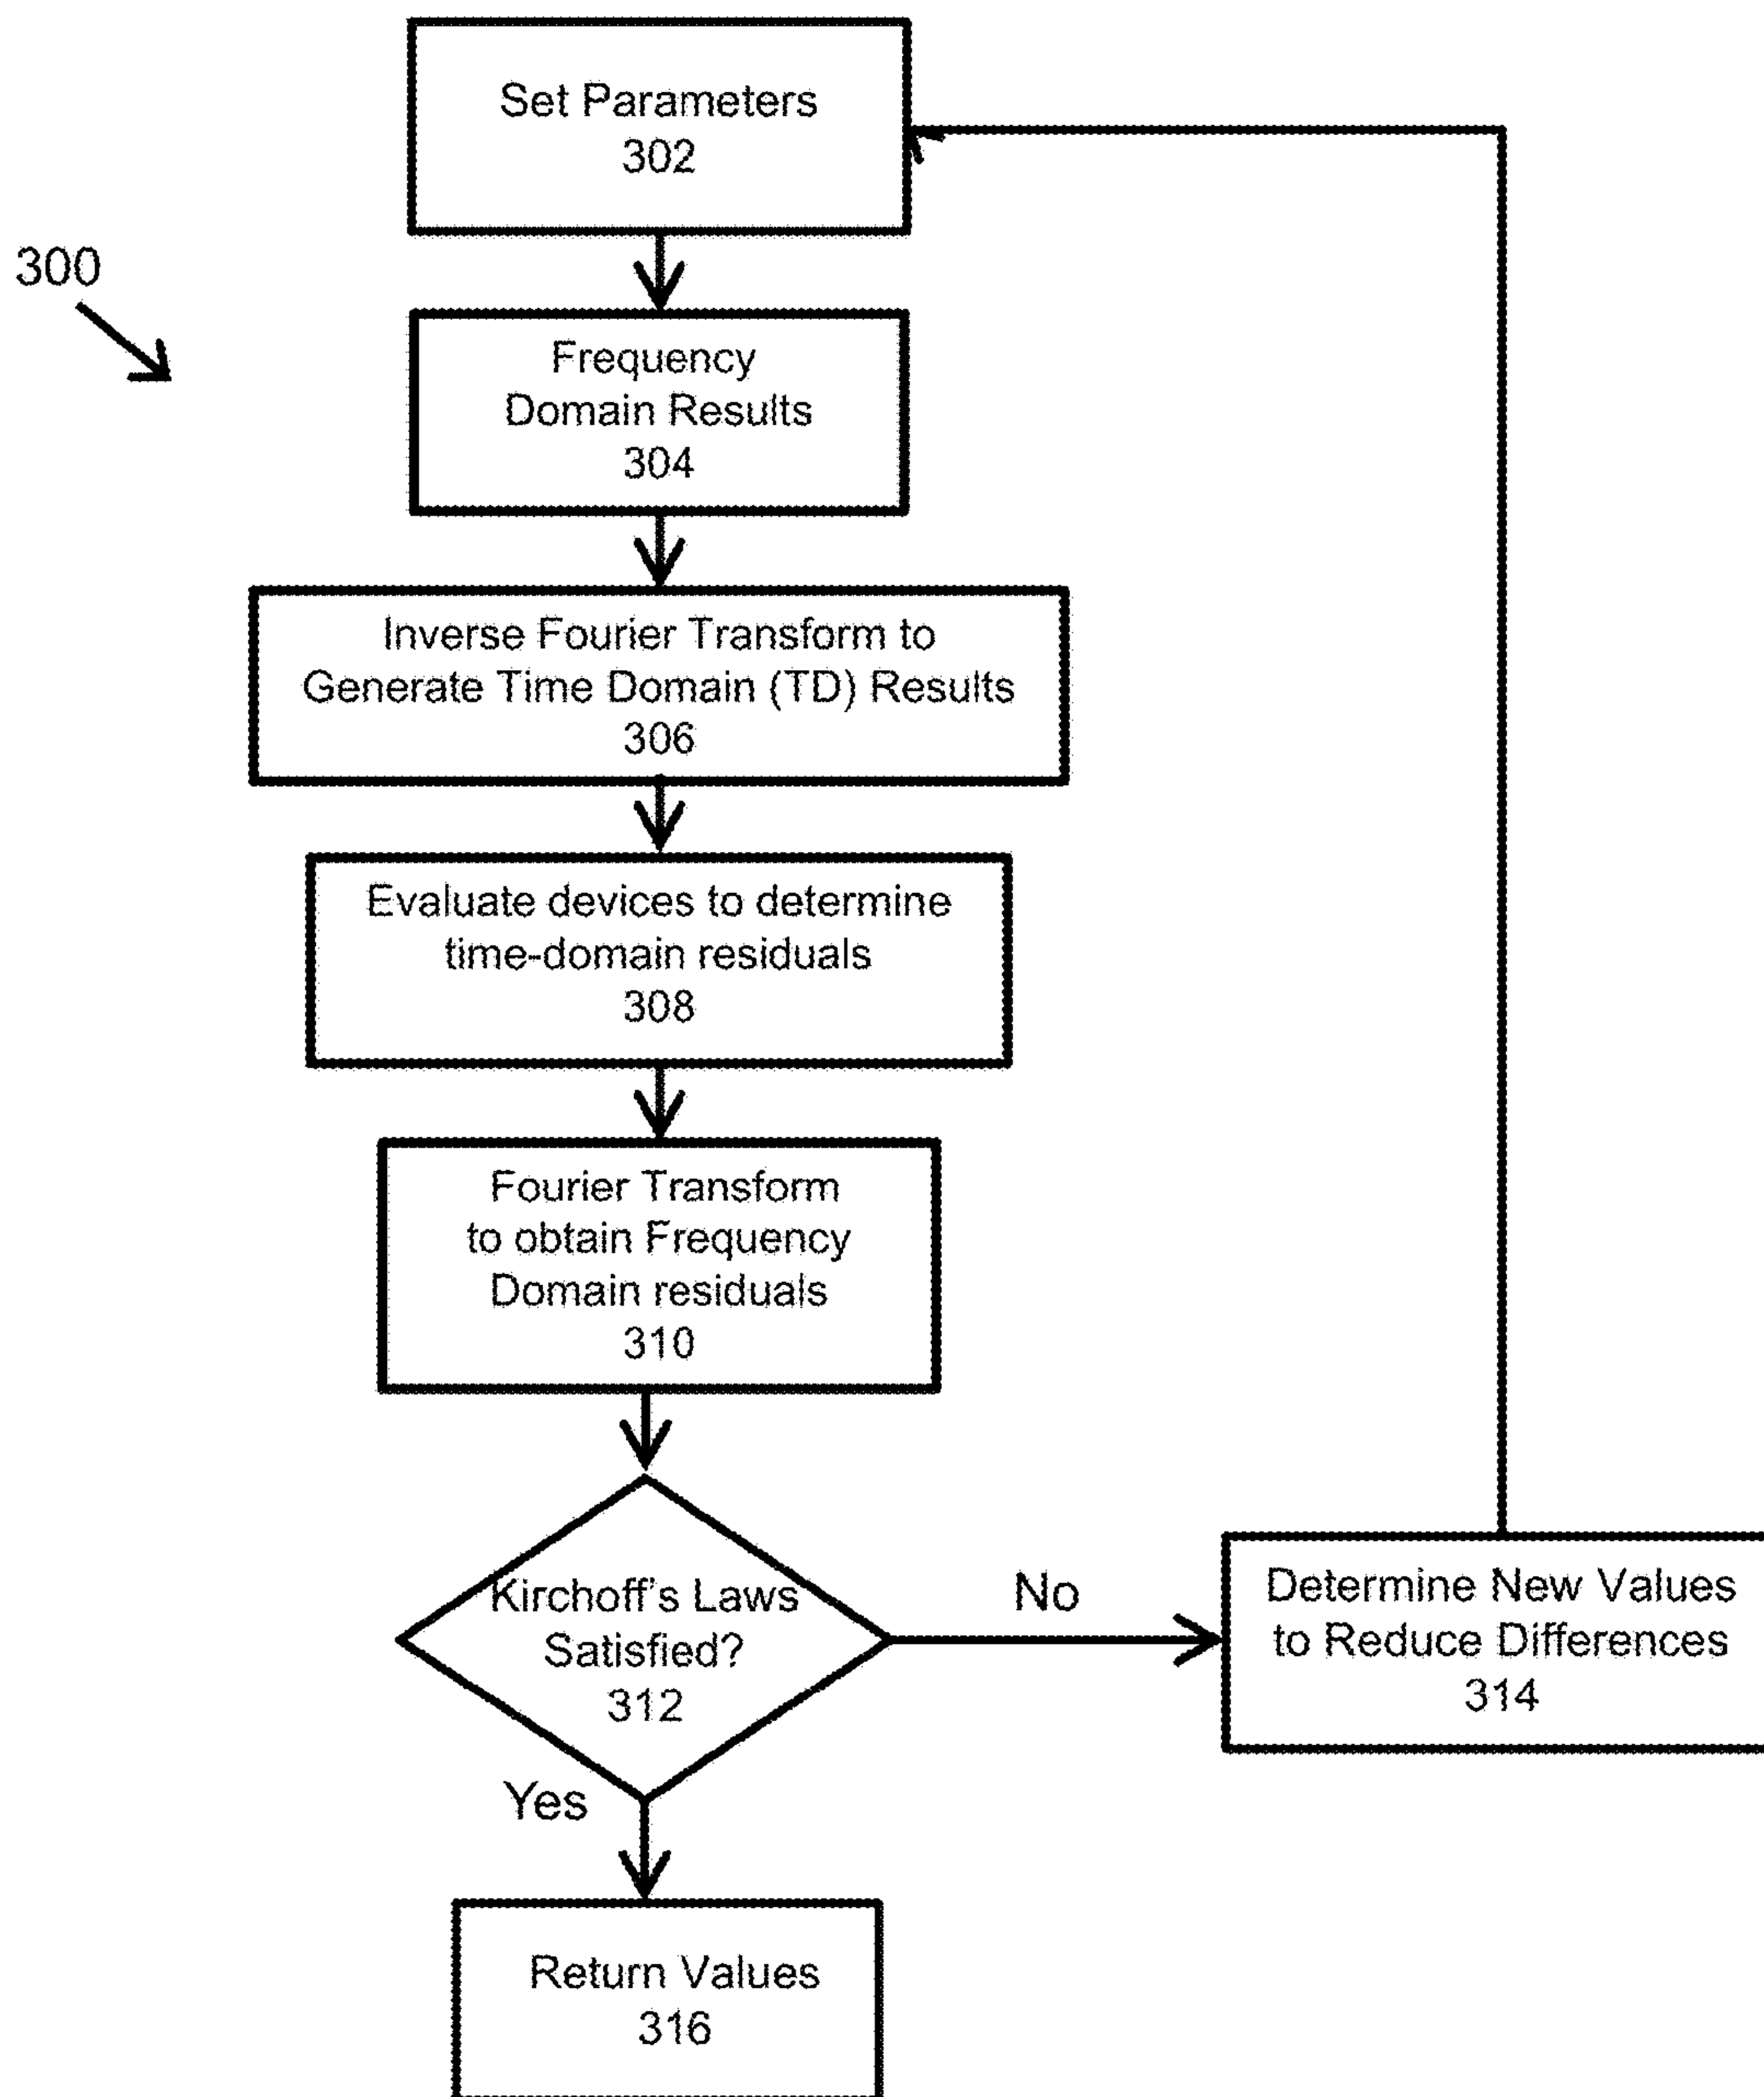 Set Parameters
302
300
Frequency
Domain Results
304
Inverse Fourier Transform to
Generate Time Domain (TD) Results
306
Evaluate devices to determine
time-domain residuals
308
Fourier Transform
to obtain Frequency
Domain residuals
310
Kirchoff's Laws
Satisfied?
312
No
Determine New Values
to Reduce Differences
314
Yes
Return Values
316